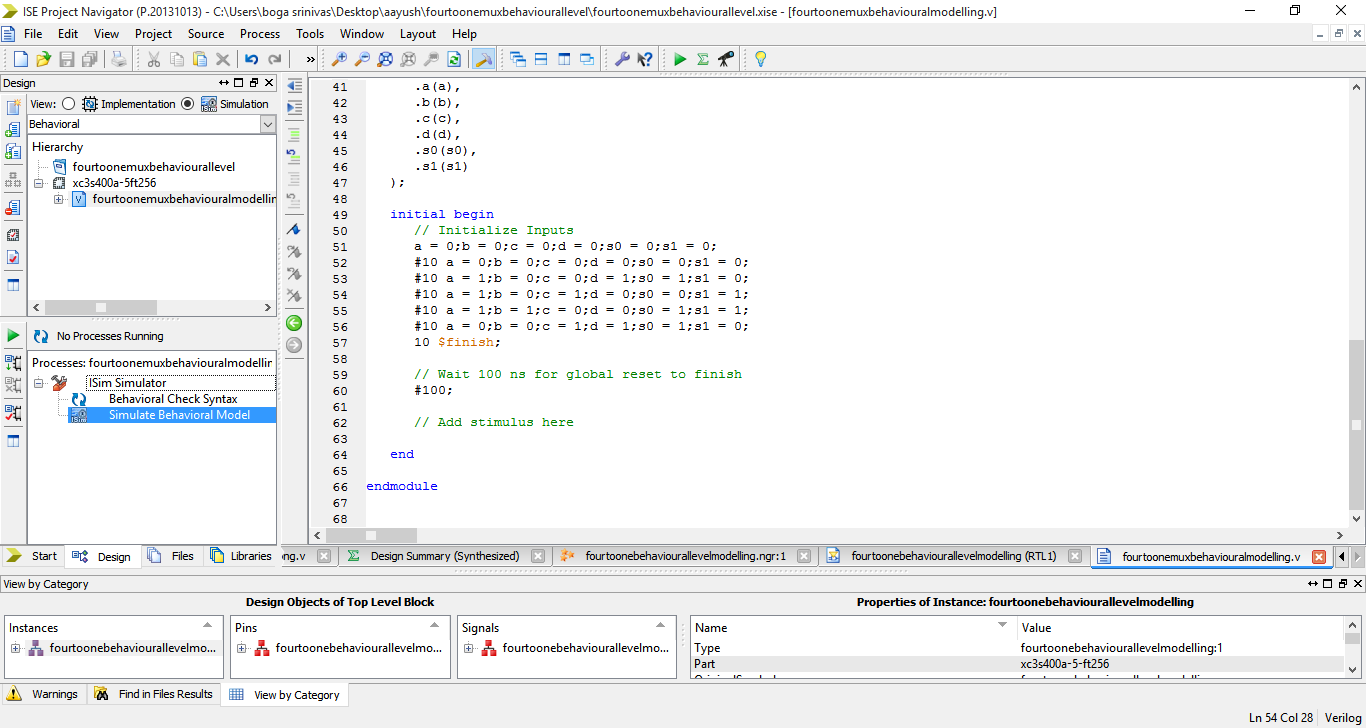 ISE Project Navigator (P.20131013) - C:\Users\boga srinivas\Desktop\aayush\fourtoonemuxbehaviourallevel\fourtoonemuxbehaviourallevel.xise - [fourtoonemuxbehaviouralmodelling.v]
File Edit View Project Source Process Tools Window Layout Help
»
Design
View: Implementation Simulation
Behavioral
Hierarchy
fourtoonemuxbehaviourallevel
xc3s400a-5ft256
fourtoonemuxbehaviouralmodellin
No Processes Running
Processes: fourtoonemuxbehaviouralmodellir
ISim Simulator
Behavioral Check Syntax
Simulate Behavioral Model
41 .a(a),
42 .b(b),
43 .c(c),
44 .d(d),
45 .s0(s0),
46 .s1(s1)
47 );
48
49 initial begin
50 // Initialize Inputs
51 a = 0;b = 0;c = 0;d = 0;s0 = 0;s1 = 0;
52 #10 a = 0;b = 0;c = 0;d = 0;s0 = 0;s1 = 0;
53 #10 a = 1;b = 0;c = 0;d = 1;s0 = 1;s1 = 0;
54 #10 a = 1;b = 0;c = 1;d = 0;s0 = 0;s1 = 1;
55 #10 a = 1;b = 1;c = 0;d = 0;s0 = 1;s1 = 1;
56 #10 a = 0;b = 0;c = 1;d = 1;s0 = 1;s1 = 0;
57 10 $finish;
58
59 // Wait 100 ns for global reset to finish
60 #100;
61
62 // Add stimulus here
63
64 end
65
66 endmodule
67
68
Start Design Files Libraries
ong.v Design Summary (Synthesized) fourtoonebehaviourallevelmodelling.ngr:1 fourtoonebehaviourallevelmodelling (RTL1) fourtoonemuxbehaviouralmodelling.v
View by Category
Design Objects of Top Level Block
Instances
fourtoonebehaviourallevelmo...
Pins
fourtoonebehaviourallevelmo...
Signals
fourtoonebehaviourallevelmo...
Properties of Instance: fourtoonebehaviourallevelmodelling
Name Value
Type fourtoonebehaviourallevelmodelling:1
Part xc3s400a-5-ft256
Warnings Find in Files Results View by Category
Ln 54 Col 28 Verilog